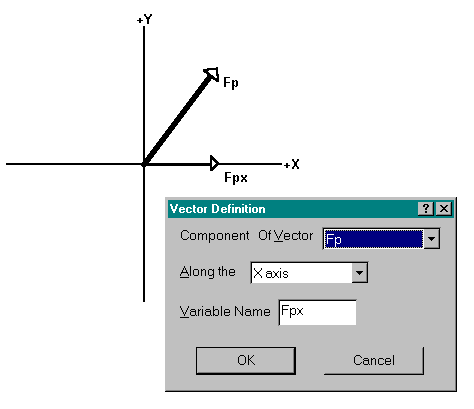 +Y
Fp
+X
Fpx
Vector Definition
Component Of Vector Fp
Along the X axis
Variable Name Fpx
OK Cancel